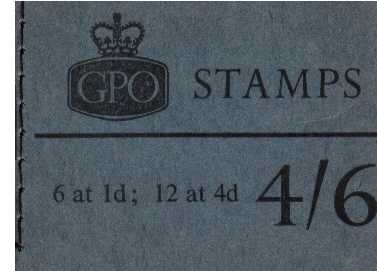 GPO STAMPS
6 at 1d; 12 at 4d 4/6